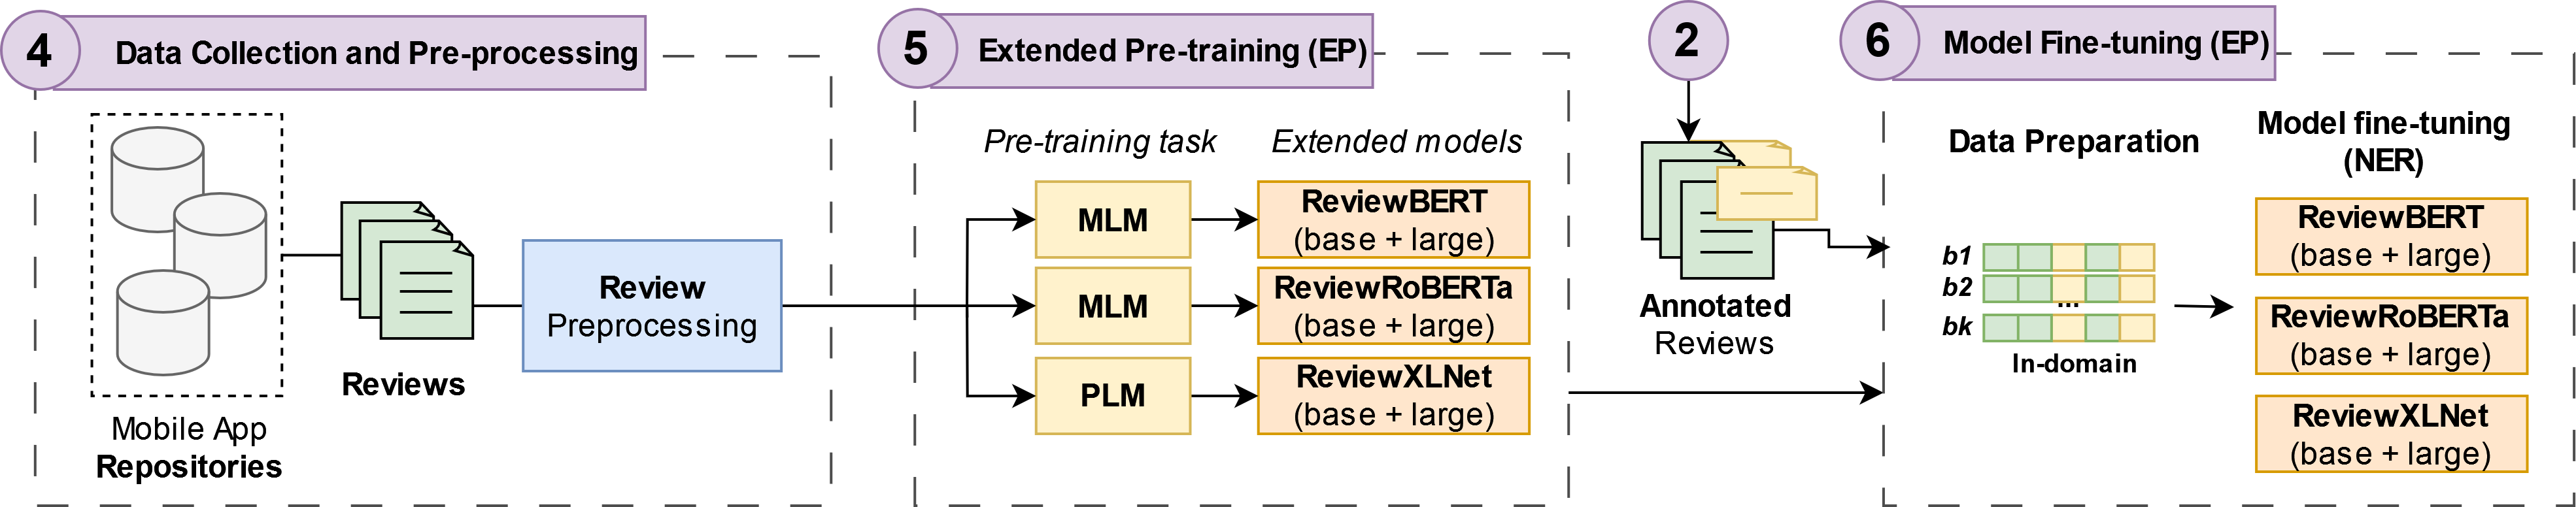 4
Data Collection and Pre-processing
Mobile App
Repositories
Reviews
Review
Preprocessing
5
Extended Pre-training (EP)
Pre-training task
Extended models
MLM
ReviewBERT
(base + large)
MLM
ReviewRoBERTa
(base + large)
PLM
ReviewXLNet
(base + large)
2
Annotated
Reviews
6
Model Fine-tuning (EP)
Data Preparation
b1
b2
...
bk
In-domain
Model fine-tuning
(NER)
ReviewBERT
(base + large)
ReviewRoBERTa
(base + large)
ReviewXLNet
(base + large)